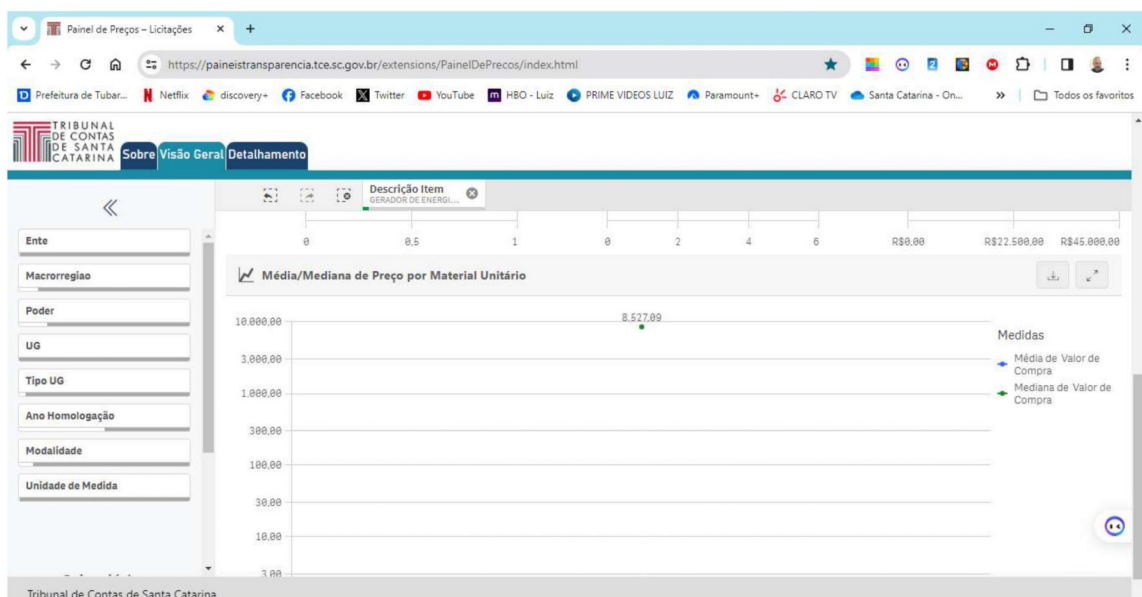 Painel de Preços – Licitações
https://paineistransparencia.tce.sc.gov.br/extensions/PainelDePrecos/index.html
Prefeitura de Tubar... Netflix discovery+ Facebook Twitter YouTube HBO - Luiz PRIME VIDEOS LUIZ Paramount+ CLARO TV Santa Catarina - On... » Todos os favoritos
TRIBUNAL
DE CONTAS
DE SANTA
CATARINA
Sobre Visão Geral Detalhamento
Descrição Item
GERADOR DE ENERGI...
Ente
Macrorregiao
Poder
UG
Tipo UG
Ano Homologação
Modalidade
Unidade de Medida
0 0.5 1 0 2 4 6 R$0,00 R$22.500,00 R$45.000,00
Média/Mediana de Preço por Material Unitário
8.527,09
10.000,00
3.000,00
1.000,00
300,00
100,00
30,00
10,00
3,00
Medidas
Média de Valor de
Compra
Mediana de Valor de
Compra
Tribunal de Contas de Santa Catarina